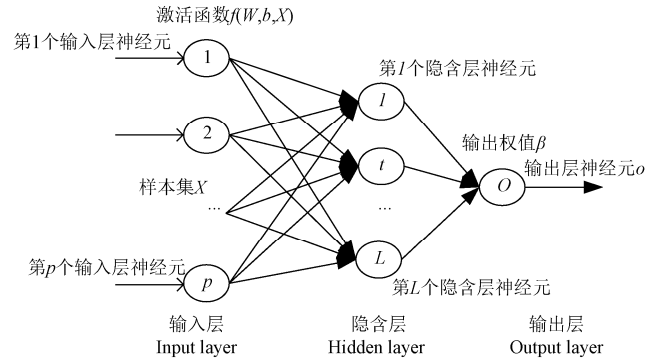 激活函数f(W,b,X)
第1个输入层神经元
1
第1个隐含层神经元
1
2
输出权值β
t
输出层神经元o
样本集X
O
...
...
第p个输入层神经元
L
p
第L个隐含层神经元
输入层
隐含层
输出层
Input layer
Hidden layer
Output layer